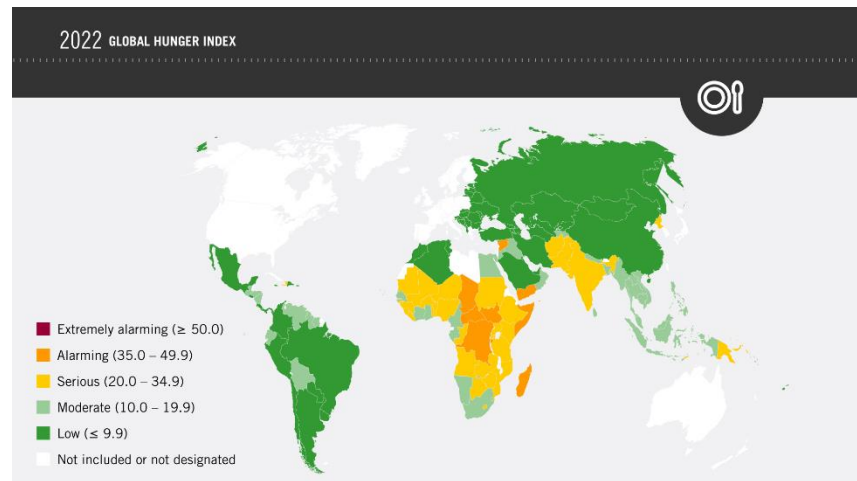 2022 GLOBAL HUNGER INDEX
Extremely alarming (≥ 50.0)
Alarming (35.0 – 49.9)
Serious (20.0 – 34.9)
Moderate (10.0 – 19.9)
Low (≤ 9.9)
Not included or not designated